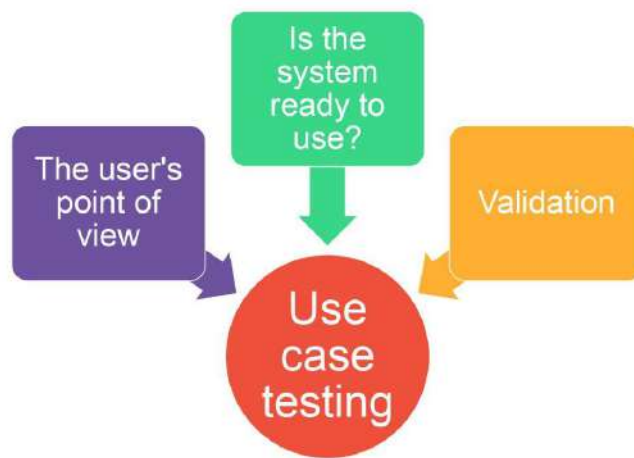 Is the
system
ready to
use?
The user's
point of
view
Validation
Use
case
testing